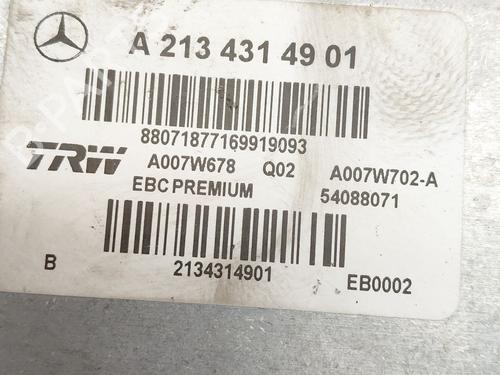 A 213 431 49 01
88071877169919093
TRW A007W678 Q02 A007W702-A
EBC PREMIUM 54088071
B 2134314901 EB0002